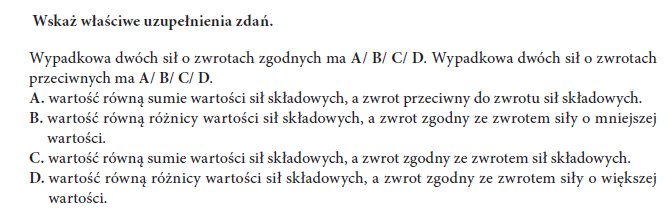 Wskaż właściwe uzupełnienia zdań.
Wypadkowa dwóch sił o zwrotach zgodnych ma A/ B/ C/ D. Wypadkowa dwóch sił o zwrotach
przeciwnych ma A/ B/ C/ D.
A. wartość równą sumie wartości sił składowych, a zwrot przeciwny do zwrotu sił składowych.
B. wartość równą różnicy wartości sił składowych, a zwrot zgodny ze zwrotem siły o mniejszej
wartości.
C. wartość równą sumie wartości sił składowych, a zwrot zgodny ze zwrotem sił składowych.
D. wartość równą różnicy wartości sił składowych, a zwrot zgodny ze zwrotem siły o większej
wartości.